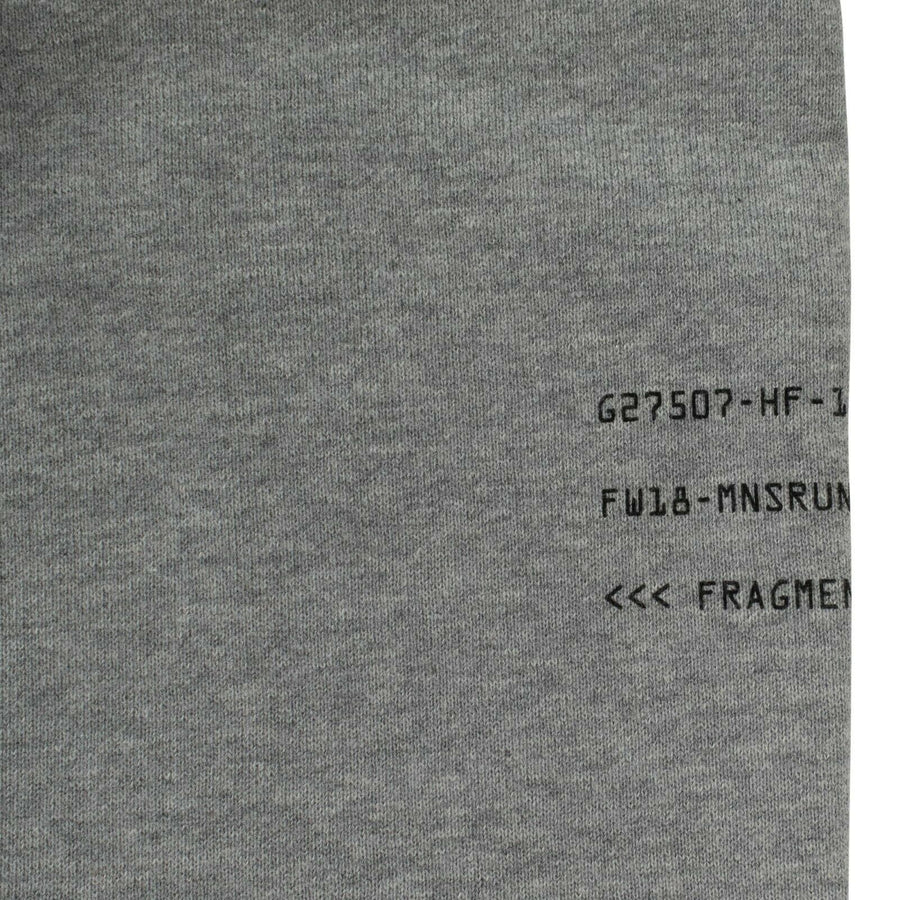 G27507-HF-1
FW18-MNSRUN
<<< FRAGMEN